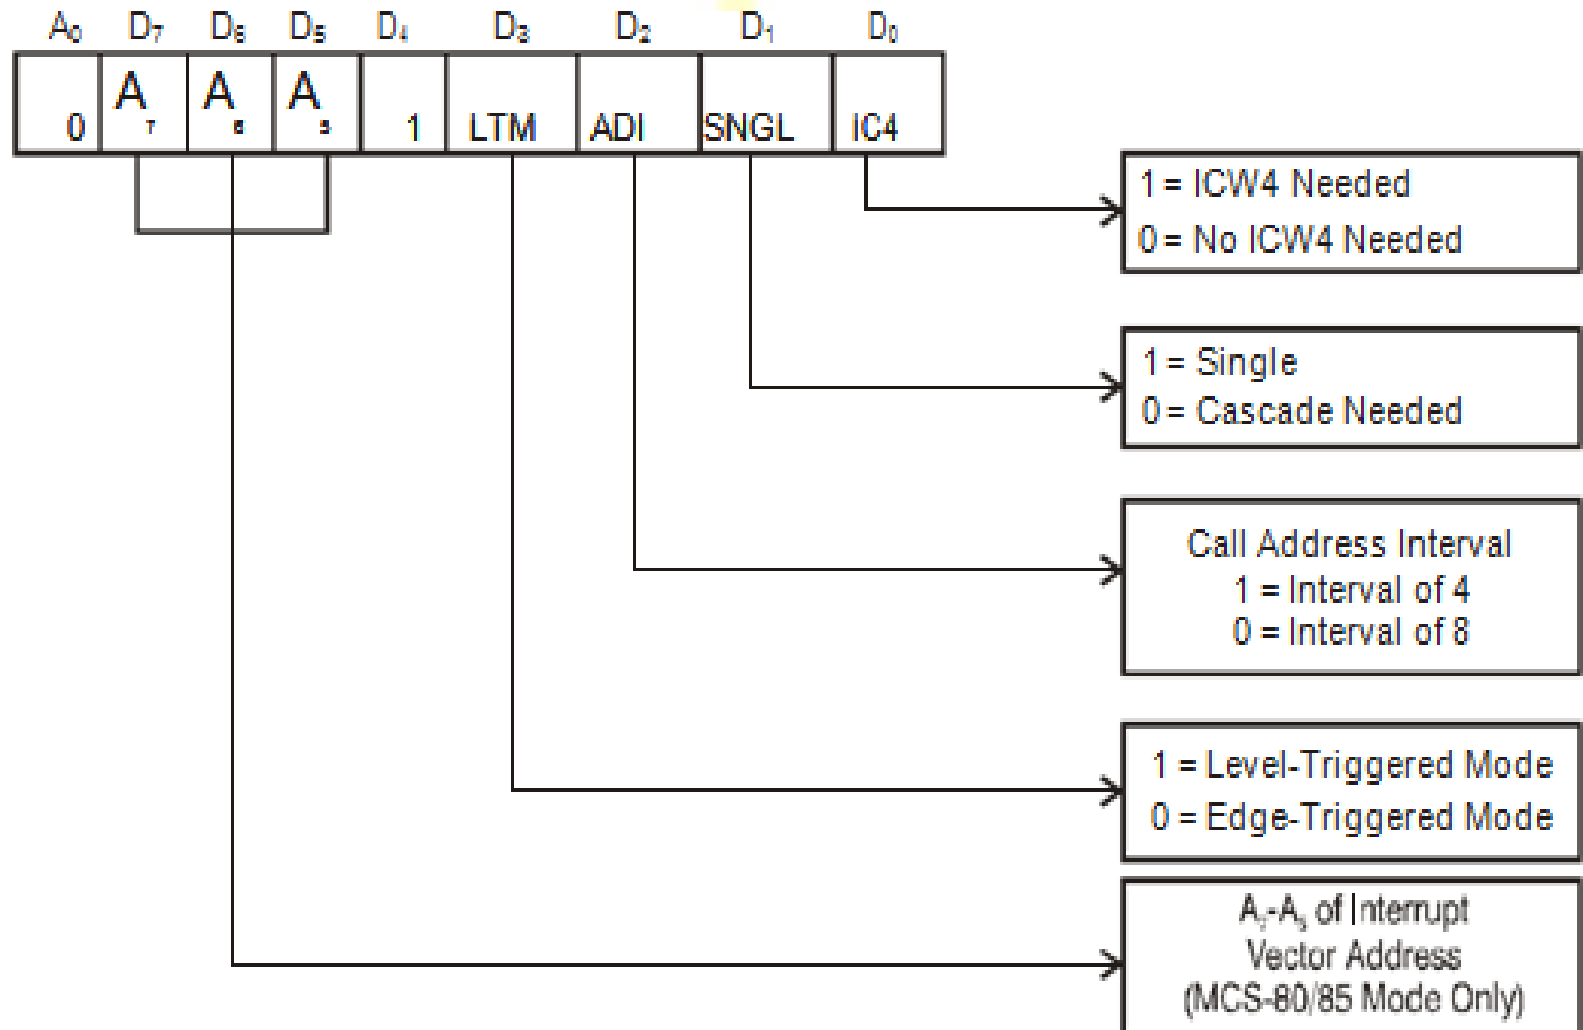 A₀ D₇ D₆ D₅ D₄ D₃ D₂ D₁ D₀
0 A₇ A₆ A₅ 1 LTM ADI SNGL IC4
1 = ICW4 Needed
0 = No ICW4 Needed
1 = Single
0 = Cascade Needed
Call Address Interval
1 = Interval of 4
0 = Interval of 8
1 = Level-Triggered Mode
0 = Edge-Triggered Mode
A₇-A₅ of Interrupt
Vector Address
(MCS-80/85 Mode Only)